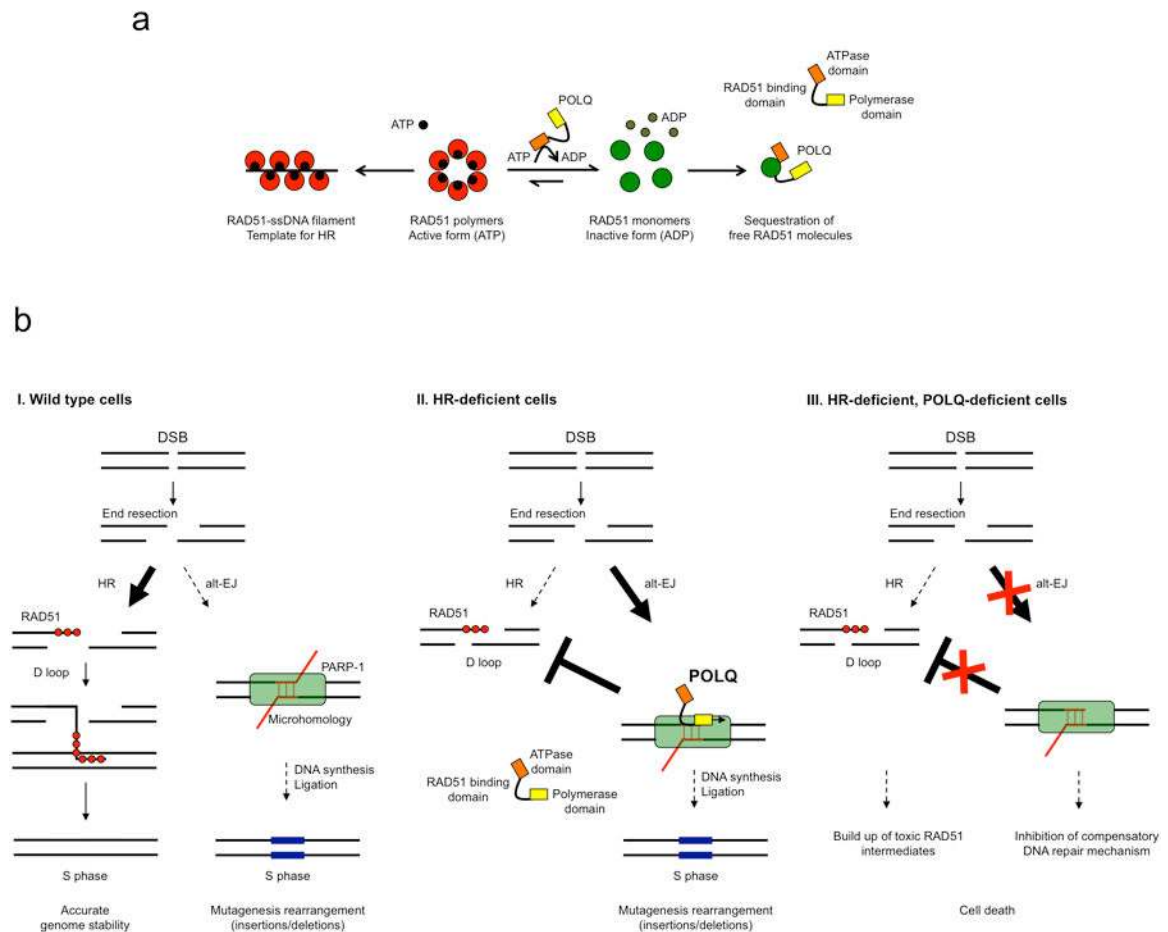 a
ATPase
domain
RAD51 binding
domain
Polymerase
domain
POLQ
ATP
ADP
ATP
ADP
POLQ
RAD51-ssDNA filament
Template for HR
RAD51 polymers
Active form (ATP)
RAD51 monomers
Inactive form (ADP)
Sequestration of
free RAD51 molecules
b
I. Wild type cells
DSB
End resection
HR
alt-EJ
RAD51
D loop
PARP-1
Microhomology
DNA synthesis
Ligation
S phase
S phase
Accurate
genome stability
Mutagenesis rearrangement
(insertions/deletions)
II. HR-deficient cells
DSB
End resection
HR
alt-EJ
RAD51
D loop
POLQ
ATPase
domain
RAD51 binding
domain
Polymerase
domain
DNA synthesis
Ligation
S phase
Mutagenesis rearrangement
(insertions/deletions)
III. HR-deficient, POLQ-deficient cells
DSB
End resection
HR
alt-EJ
RAD51
D loop
Build up of toxic RAD51
intermediates
Inhibition of compensatory
DNA repair mechanism
Cell death